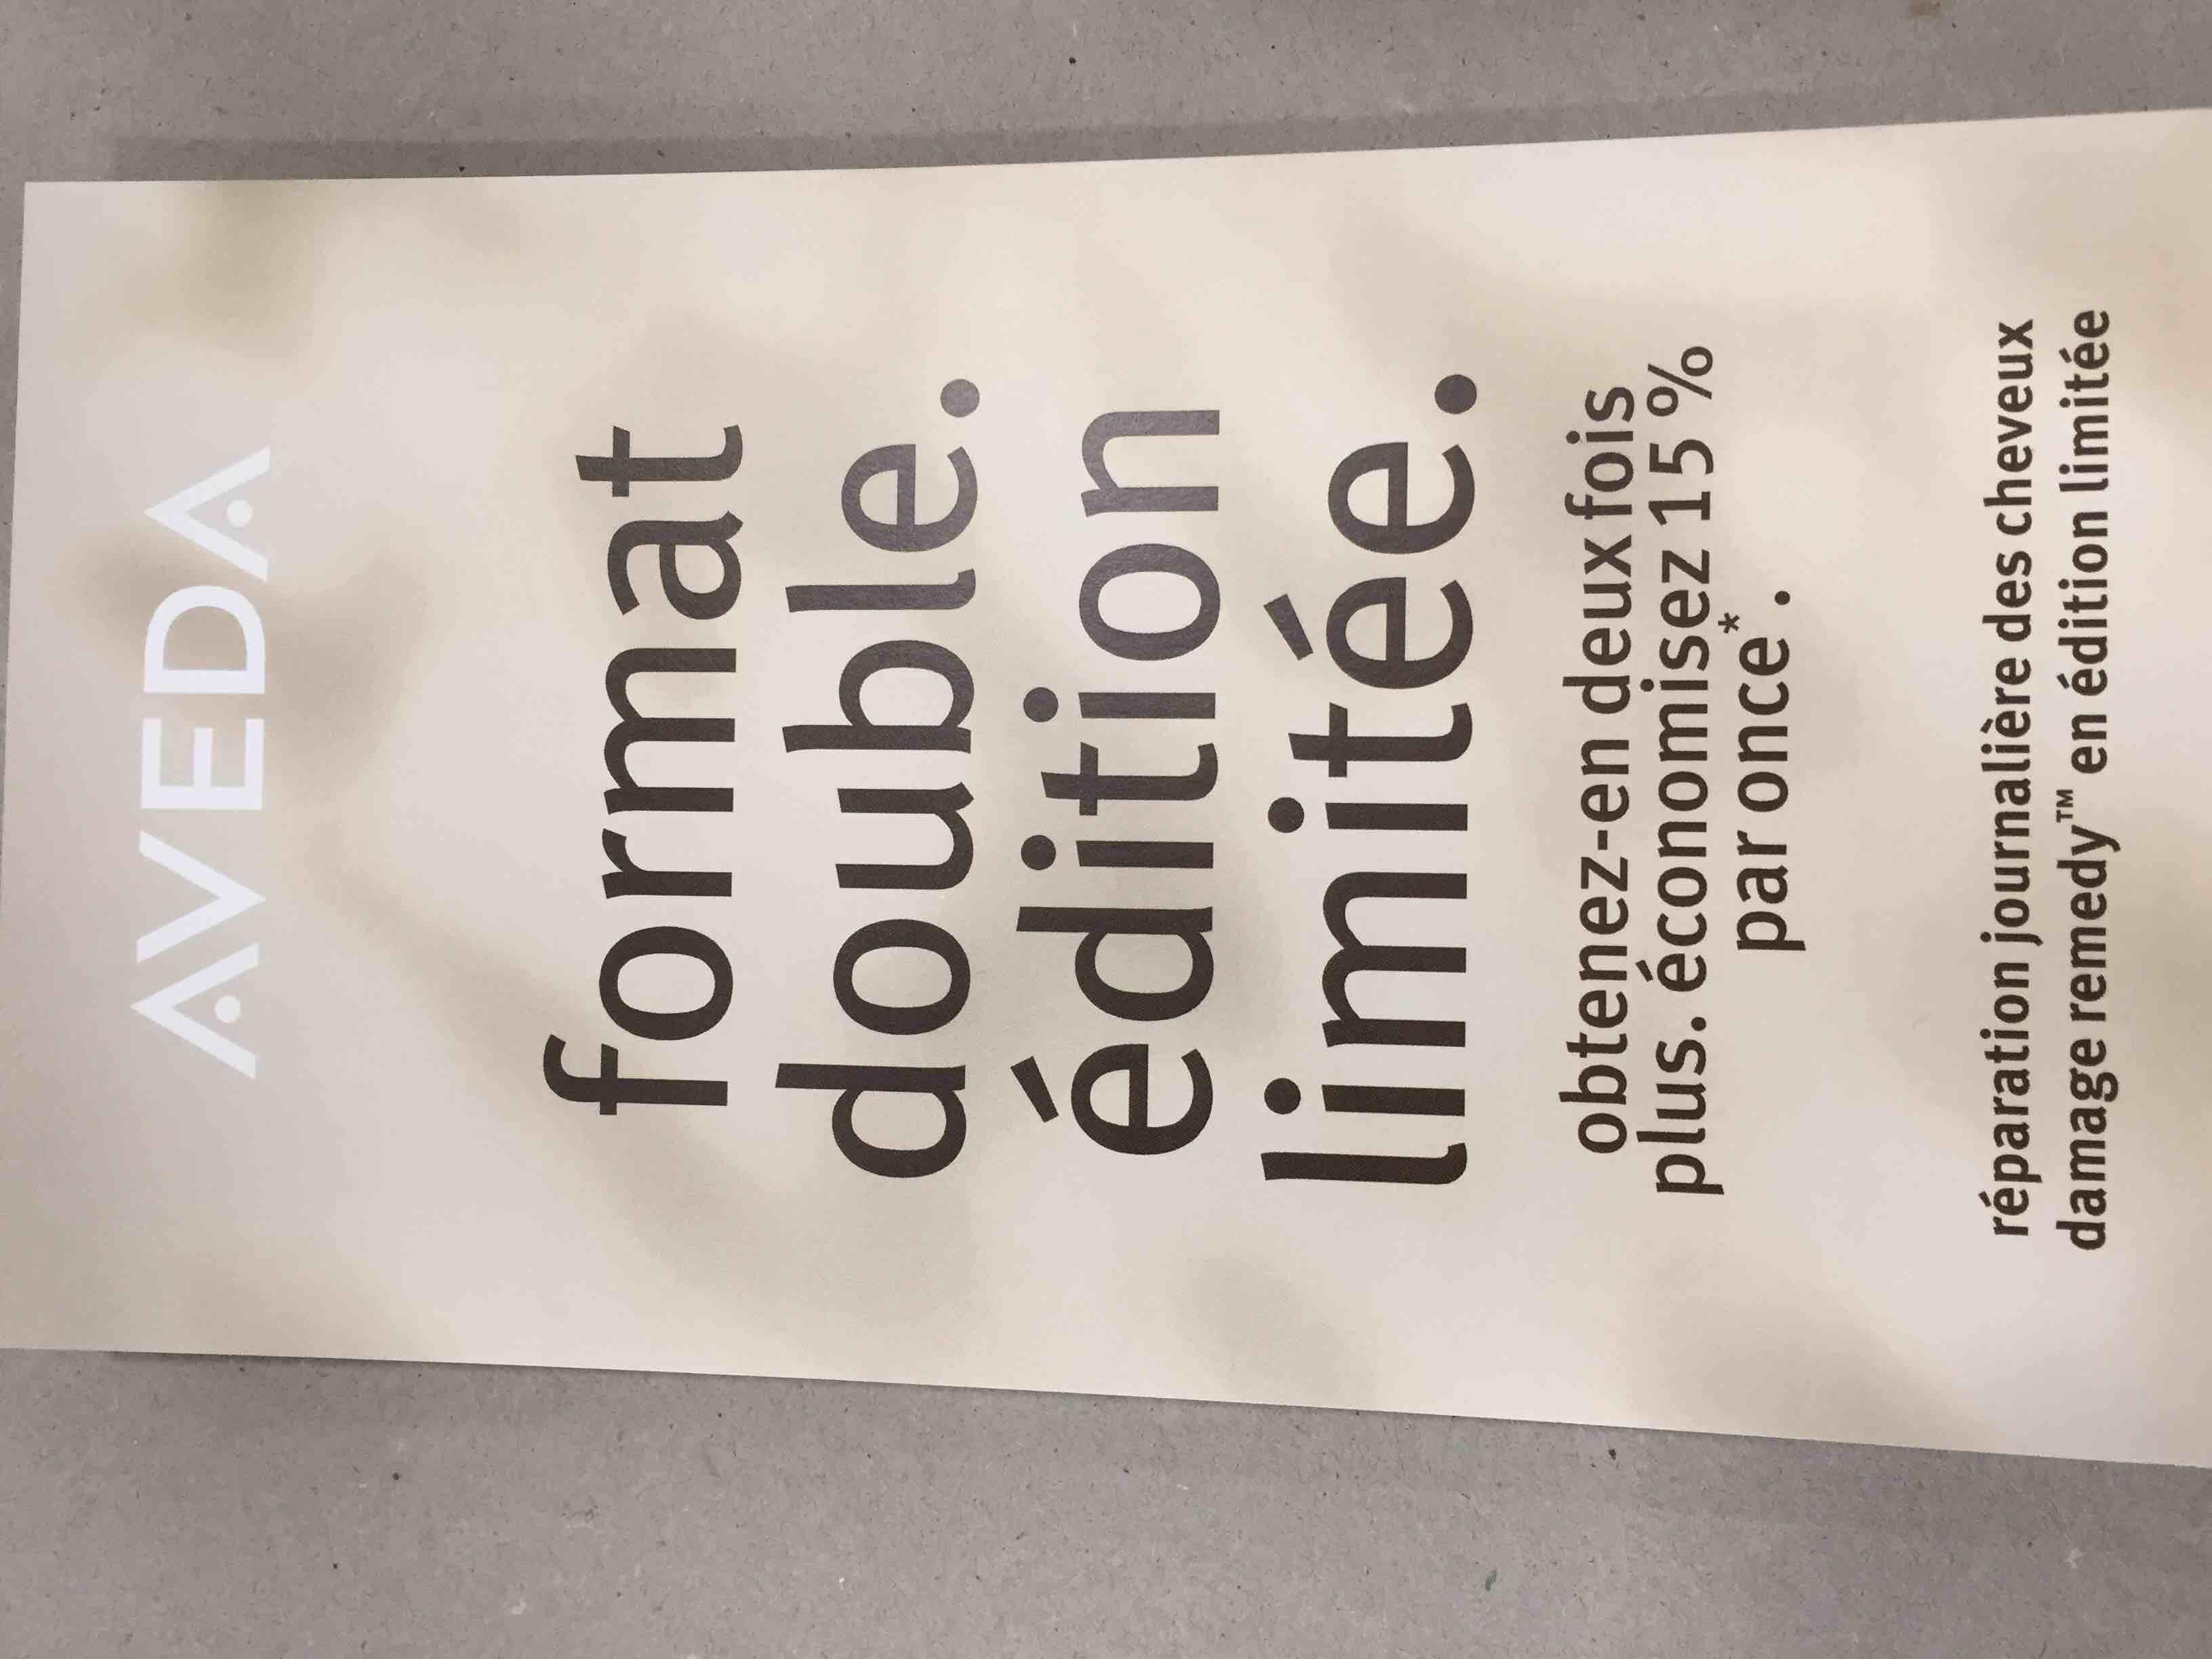 AVEDA
format
double.
édition
limitée.
obtenez-en deux fois
plus. économisez 15 %
par once*.
réparation journalière des cheveux
damage remedy™ en édition limitée